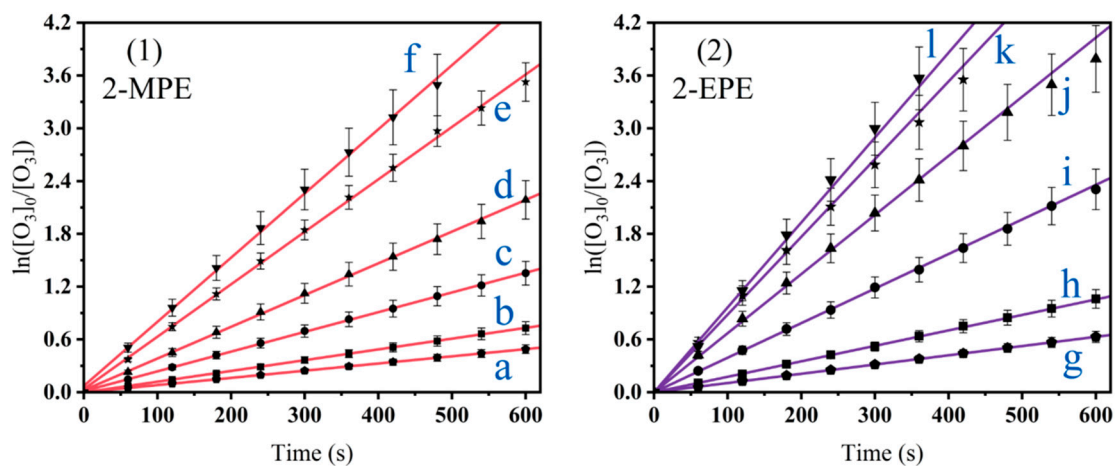 (1)
2-MPE
a
b
c
d
e
f
ln([O₃]₀/[O₃])
0.0
0.6
1.2
1.8
2.4
3.0
3.6
4.2
0 100 200 300 400 500 600
Time (s)
(2)
2-EPE
g
h
i
j
k
l
ln([O₃]₀/[O₃])
0.0
0.6
1.2
1.8
2.4
3.0
3.6
4.2
0 100 200 300 400 500 600
Time (s)